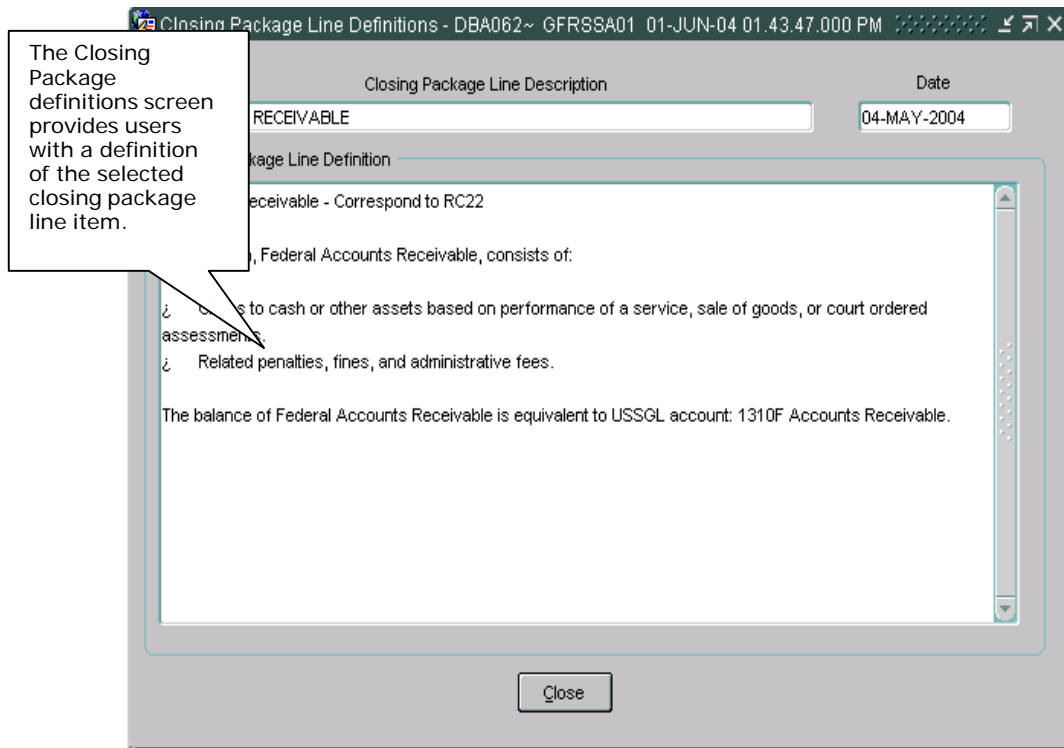 Closing Package Line Definitions - DBA062~ GFRSSA01 01-JUN-04 01.43.47.000 PM
The Closing
Package
definitions screen
provides users
with a definition
of the selected
closing package
line item.
Closing Package Line Description
Date
RECEIVABLE
04-MAY-2004
kage Line Definition
eceivable - Correspond to RC22
, Federal Accounts Receivable, consists of:
¿ s to cash or other assets based on performance of a service, sale of goods, or court ordered
assessments.
¿ Related penalties, fines, and administrative fees.
The balance of Federal Accounts Receivable is equivalent to USSGL account: 1310F Accounts Receivable.
Close